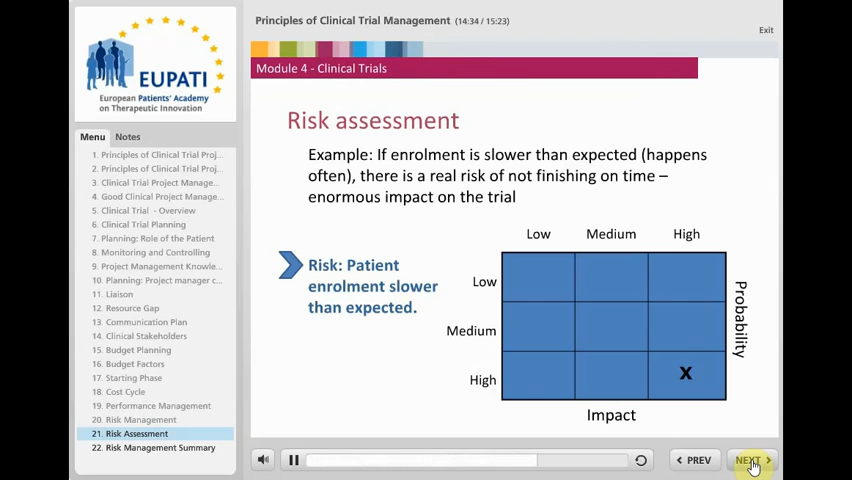 Principles of Clinical Trial Management (14:34 / 15:23)
Exit
EUPATI
European Patients' Academy
on Therapeutic Innovation
Module 4 - Clinical Trials
Menu
Notes
1. Principles of Clinical Trial Proj...
2. Principles of Clinical Trial Proj...
3. Clinical Trial Project Manage...
4. Good Clinical Project Manage...
5. Clinical Trial - Overview
6. Clinical Trial Planning
7. Planning: Role of the Patient
8. Monitoring and Controlling
9. Project Management Knowle...
10. Planning: Project manager c...
11. Liaison
12. Resource Gap
13. Communication Plan
14. Clinical Stakeholders
15. Budget Planning
16. Budget Factors
17. Starting Phase
18. Cost Cycle
19. Performance Management
20. Risk Management
21. Risk Assessment
22. Risk Management Summary
Risk assessment
Example: If enrolment is slower than expected (happens
often), there is a real risk of not finishing on time –
enormous impact on the trial
Risk: Patient
enrolment slower
than expected.
Low Medium High
Low
Medium
High
X
Probability
Impact
PREV
NEXT